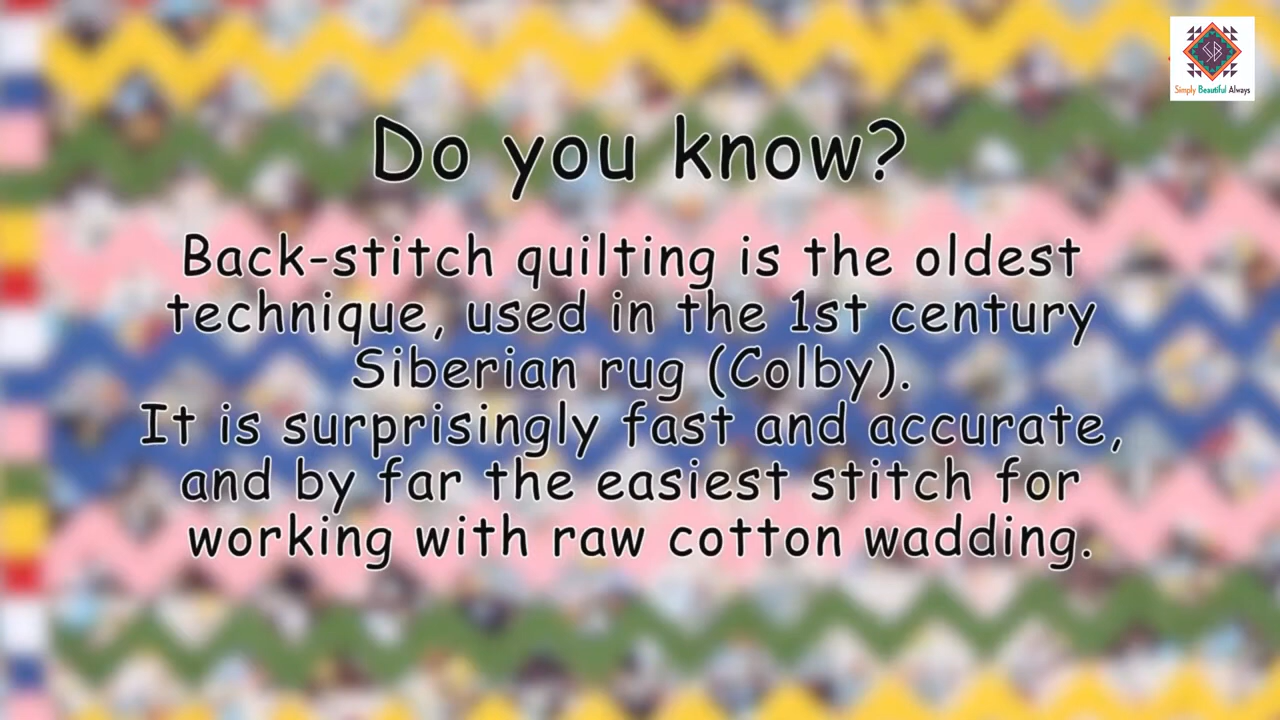 Simply Beautiful Always
Do you know?
Back-stitch quilting is the oldest
technique, used in the 1st century
Siberian rug (Colby).
It is surprisingly fast and accurate,
and by far the easiest stitch for
working with raw cotton wadding.